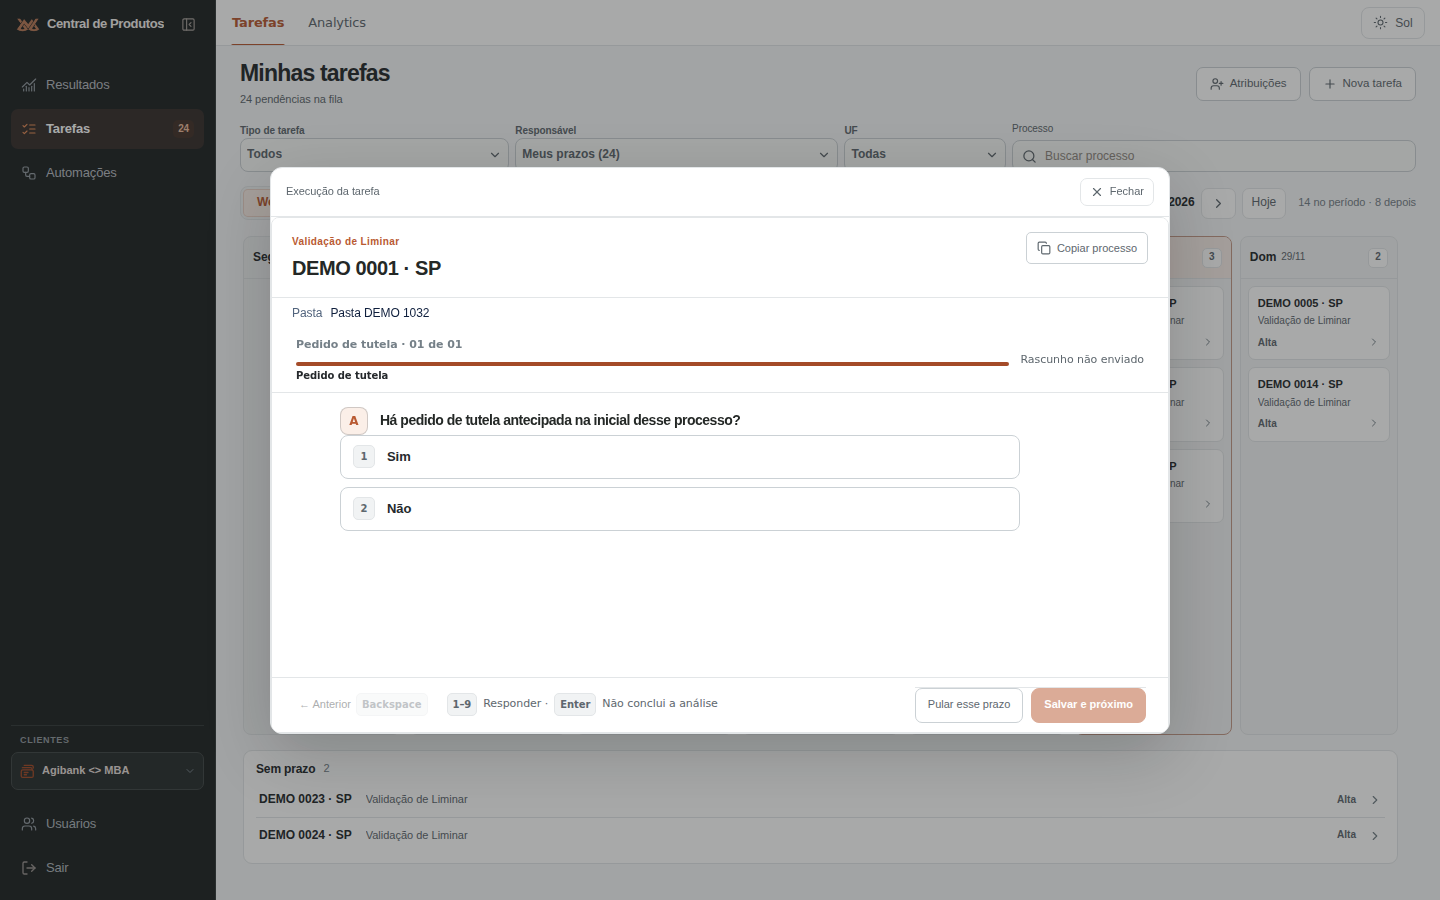 Central de Produtos
Resultados
Tarefas 24
Automações
CLIENTES
Agibank <> MBA
Usuários
Sair
Tarefas Analytics
Sol
Minhas tarefas
24 pendências na fila
Atribuições
Nova tarefa
Tipo de tarefa
Todos
Responsável
Meus prazos (24)
UF
Todas
Processo
Buscar processo
2026
Hoje
14 no período · 8 depois
3
Dom 29/11 2
DEMO 0005 · SP
Validação de Liminar
Alta
DEMO 0014 · SP
Validação de Liminar
Alta
Execução da tarefa
Fechar
Validação de Liminar
DEMO 0001 · SP
Copiar processo
Pasta Pasta DEMO 1032
Pedido de tutela · 01 de 01
Rascunho não enviado
Pedido de tutela
A Há pedido de tutela antecipada na inicial desse processo?
1 Sim
2 Não
← Anterior Backspace 1–9 Responder · Enter Não conclui a análise
Pular esse prazo
Salvar e próximo
Sem prazo 2
DEMO 0023 · SP Validação de Liminar Alta
DEMO 0024 · SP Validação de Liminar Alta